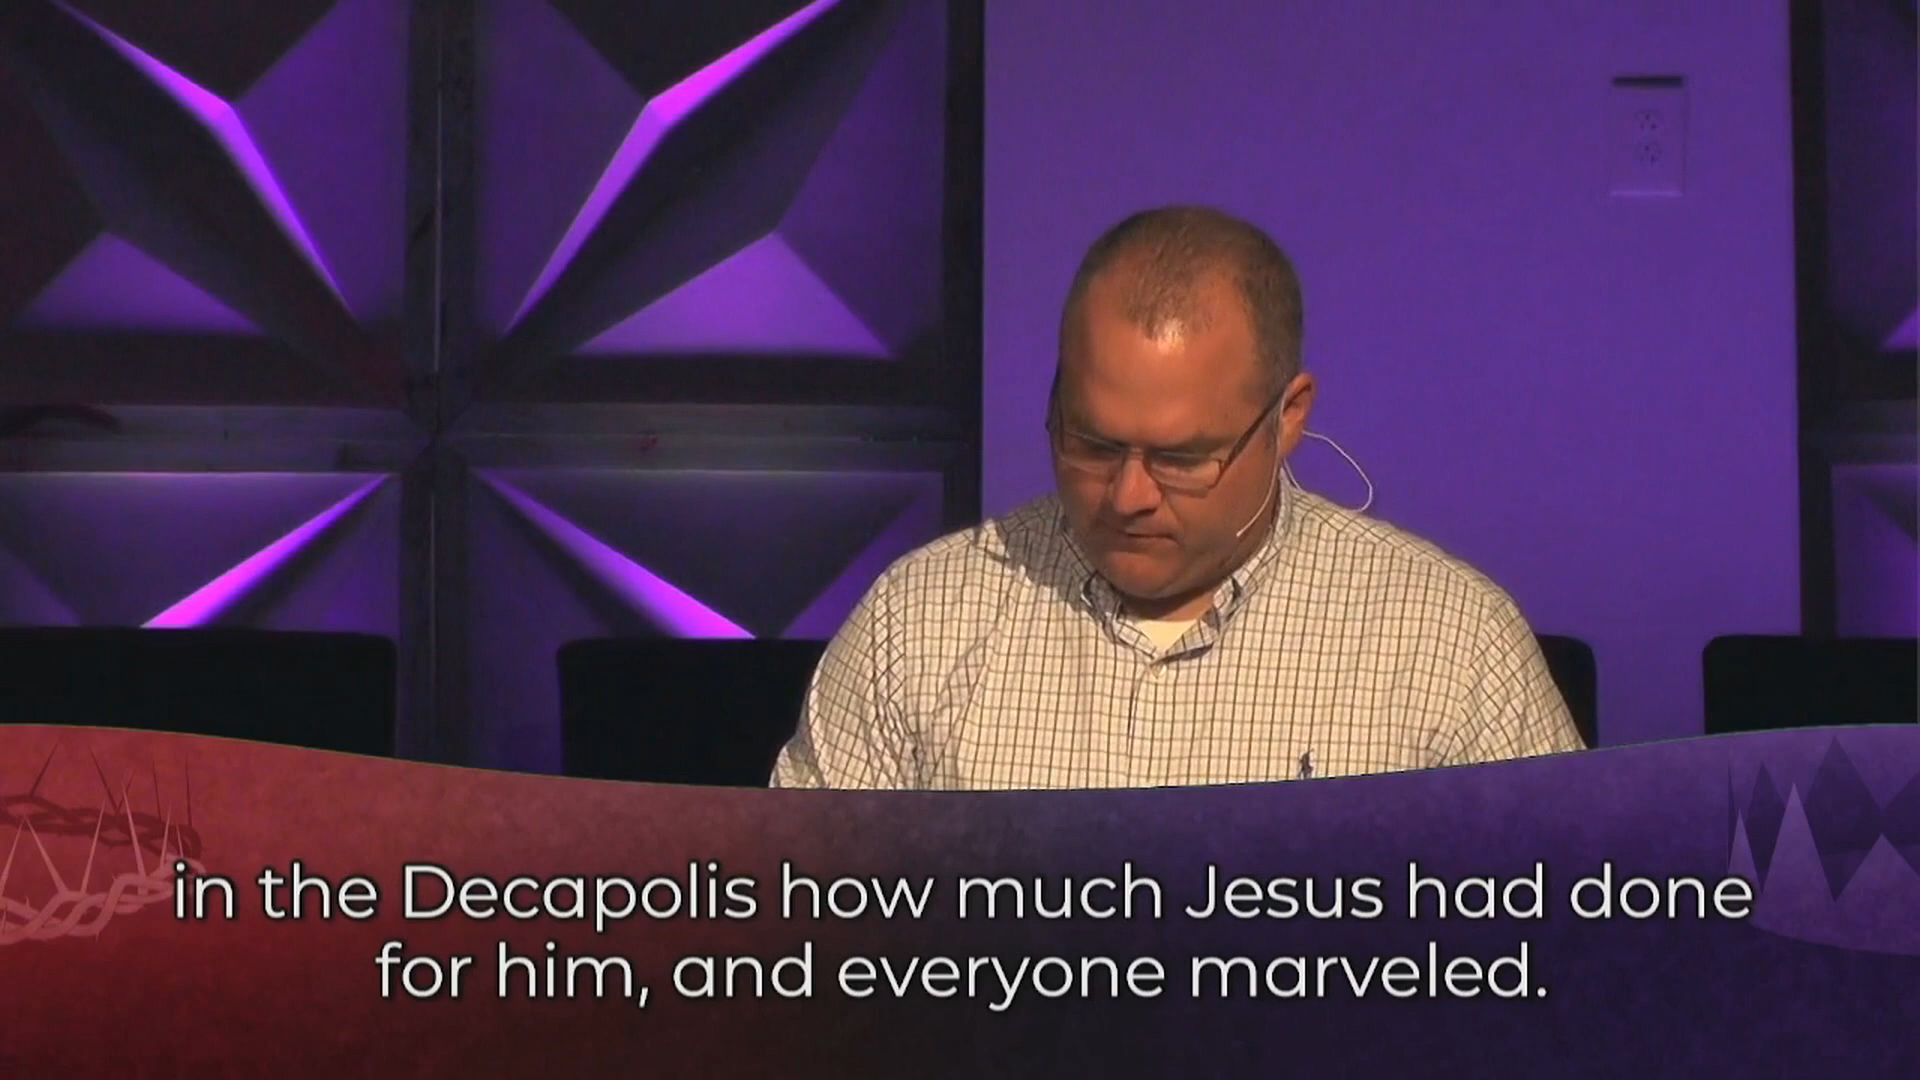 in the Decapolis how much Jesus had done
for him, and everyone marveled.